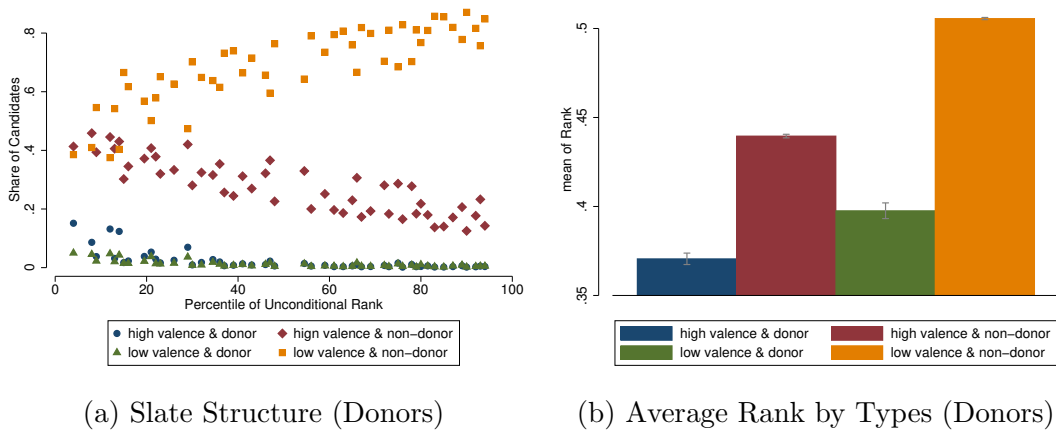 Share of Candidates
0 .2 .4 .6 .8
0 20 40 60 80 100
Percentile of Unconditional Rank
high valence & donor hign valence & non−donor
low valence & donor low valence & non−donor
(a) Slate Structure (Donors)
mean of Rank
.35 .4 .45 .5
high valence & donor high valence & non−donor
low valence & donor low valence & non−donor
(b) Average Rank by Types (Donors)